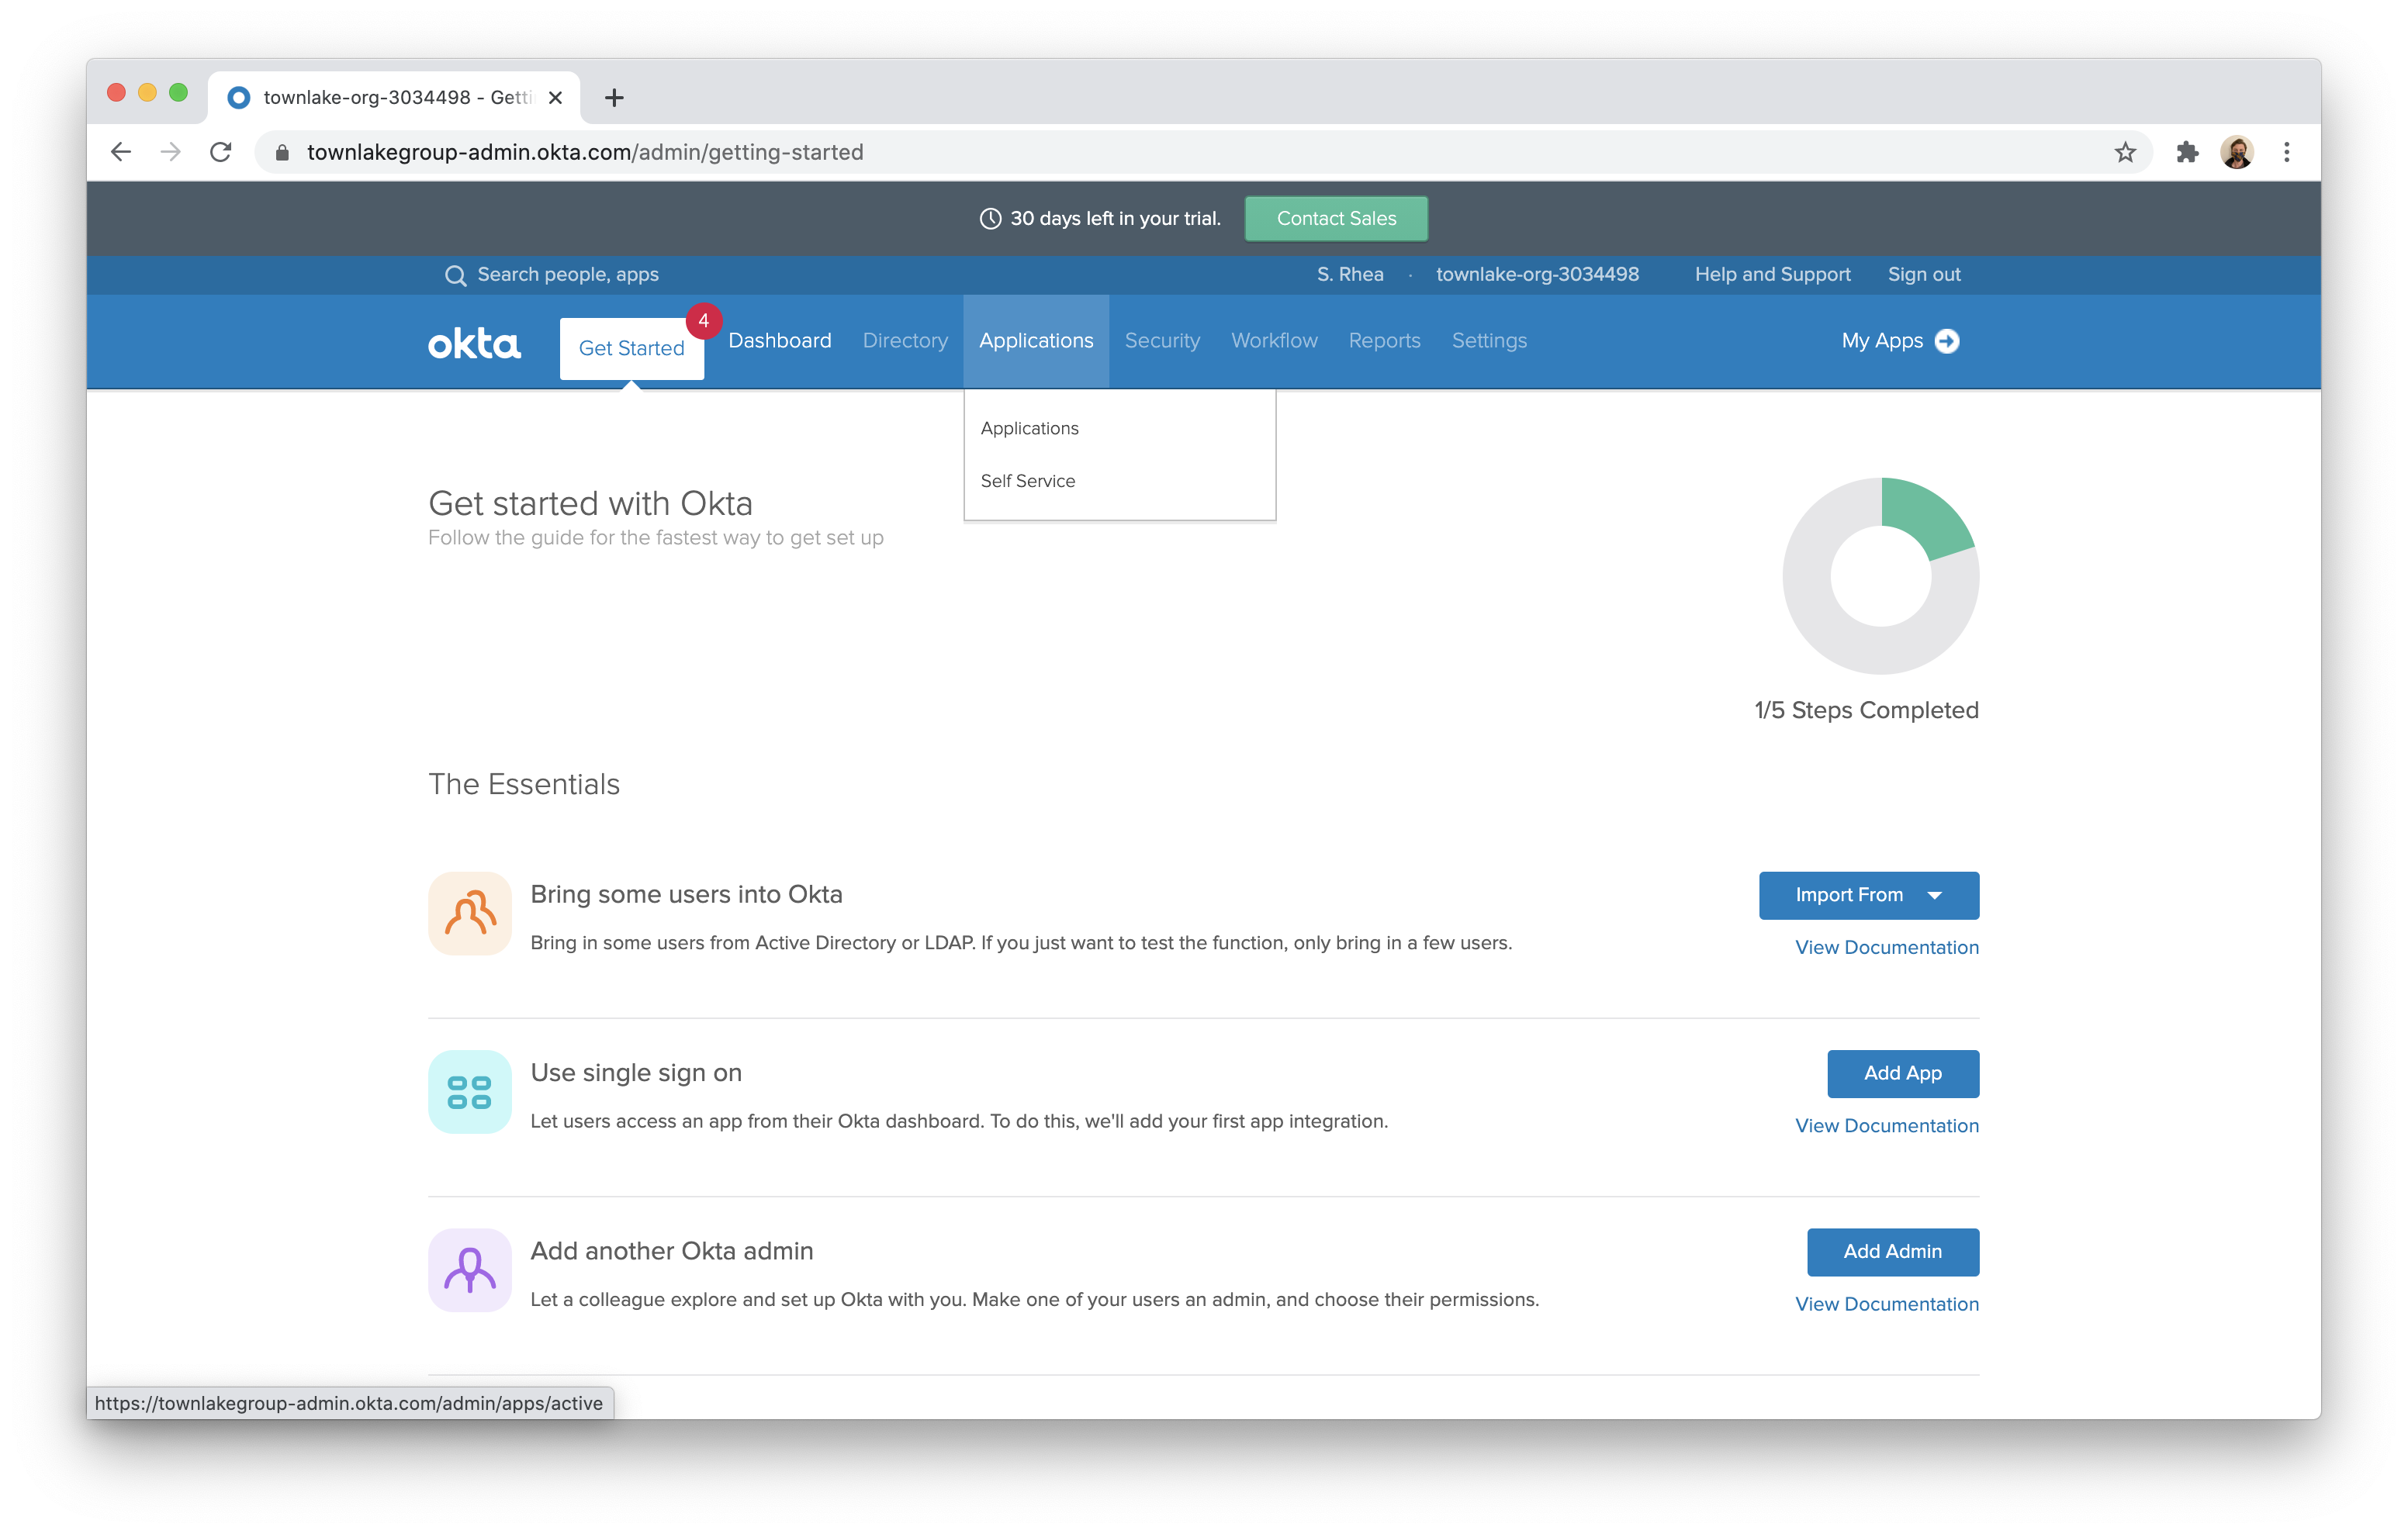 townlake-org-3034498 - Getti
townlakegroup-admin.okta.com/admin/getting-started
30 days left in your trial. Contact Sales
Search people, apps S. Rhea · townlake-org-3034498 Help and Support Sign out
okta Get Started 4 Dashboard Directory Applications Security Workflow Reports Settings My Apps
Applications
Self Service
Get started with Okta
Follow the guide for the fastest way to get set up
1/5 Steps Completed
The Essentials
Bring some users into Okta Import From
Bring in some users from Active Directory or LDAP. If you just want to test the function, only bring in a few users. View Documentation
Use single sign on Add App
Let users access an app from their Okta dashboard. To do this, we'll add your first app integration. View Documentation
Add another Okta admin Add Admin
Let a colleague explore and set up Okta with you. Make one of your users an admin, and choose their permissions. View Documentation
https://townlakegroup-admin.okta.com/admin/apps/active